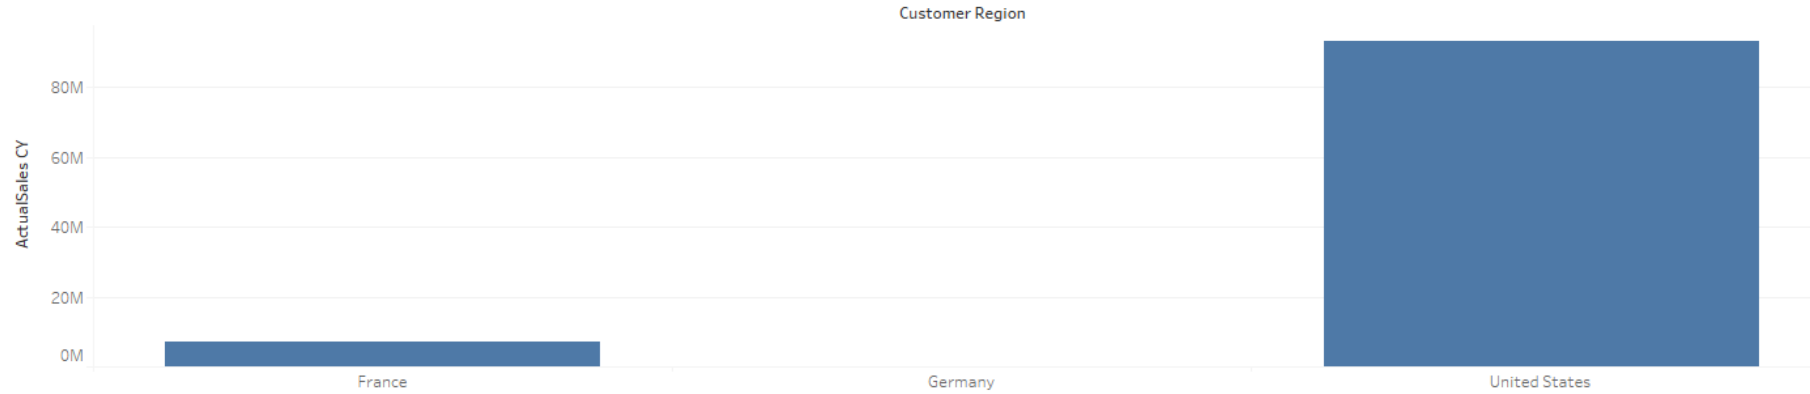 Customer Region
ActualSales CY
80M
60M
40M
20M
0M
France
Germany
United States